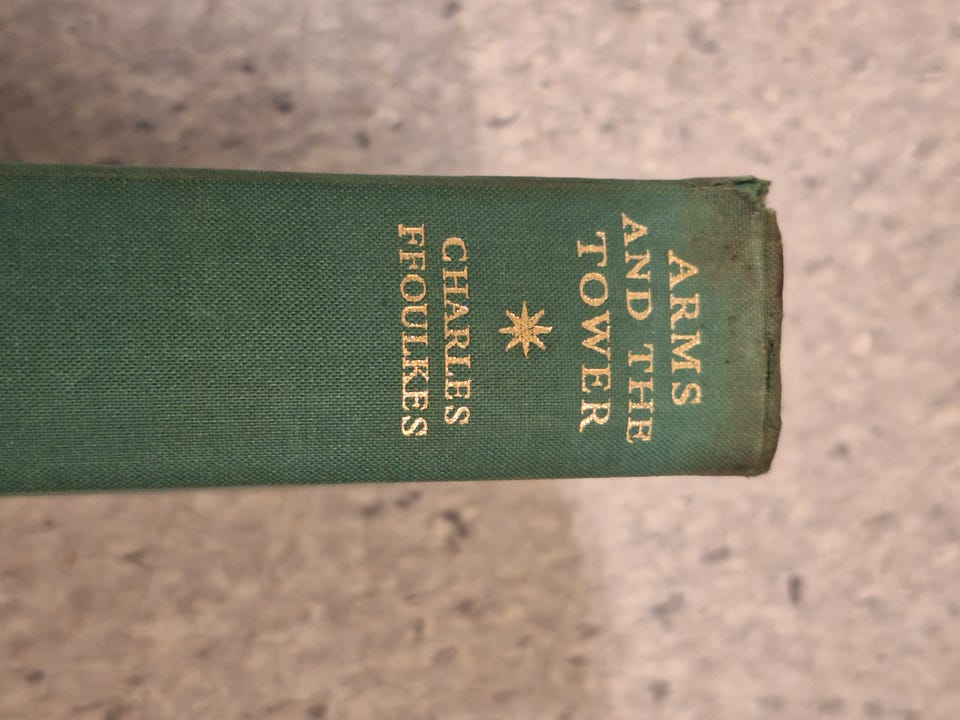 ARMS
AND THE
TOWER
CHARLES
FFOULKES